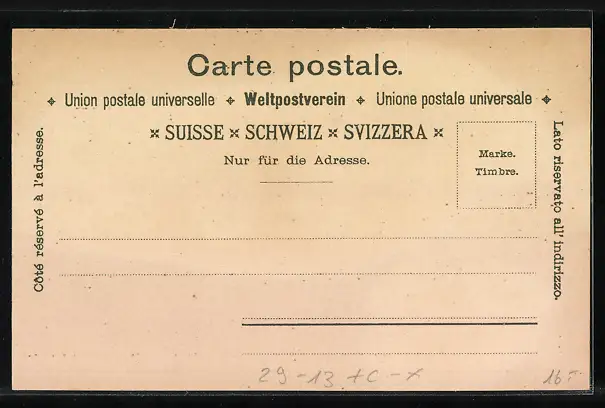 Carte postale.
✦ Union postale universelle ✦ Weltpostverein ✦ Unione postale universale ✦
× SUISSE × SCHWEIZ × SVIZZERA ×
Nur für die Adresse.
Marke.
Timbre.
Côté réservé à l'adresse.
Lato riservato all'indirizzo.
29-13 +C-x
16.-